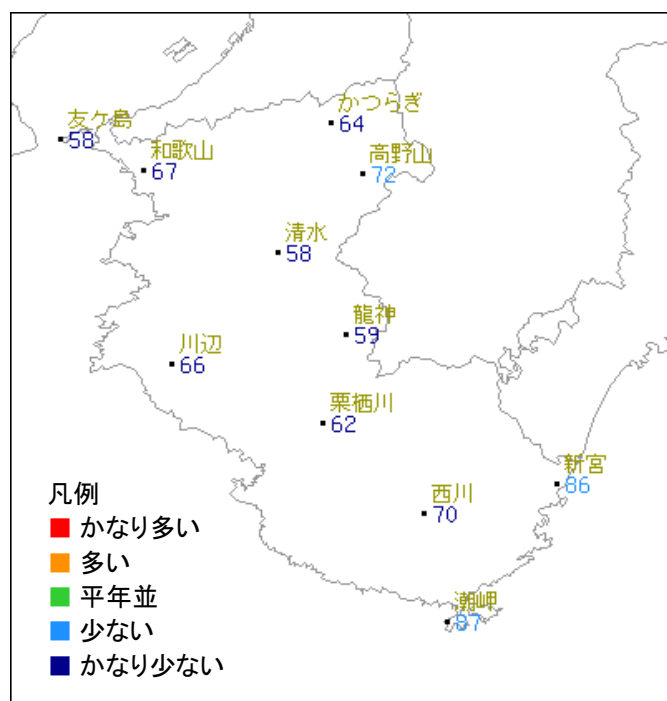 かつらぎ
64
友ケ島
58
和歌山
67
高野山
72
清水
58
龍神
59
川辺
66
栗栖川
62
新宮
86
西川
70
潮岬
87
凡例
かなり多い
多い
平年並
少ない
かなり少ない